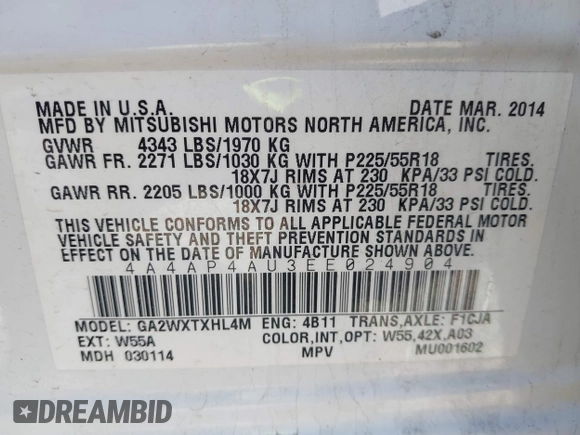 MADE IN U.S.A. DATE MAR. 2014
MFD BY MITSUBISHI MOTORS NORTH AMERICA, INC.
GVWR 4343 LBS/1970 KG
GAWR FR. 2271 LBS/1030 KG WITH P225/55R18 TIRES.
18X7J RIMS AT 230 KPA/33 PSI COLD.
GAWR RR. 2205 LBS/1000 KG WITH P225/55R18 TIRES.
18X7J RIMS AT 230 KPA/33 PSI COLD.
THIS VEHICLE CONFORMS TO ALL APPLICABLE FEDERAL MOTOR
VEHICLE SAFETY AND THEFT PREVENTION STANDARDS IN
EFFECT ON THE DATE OF MANUFACTURE SHOWN ABOVE.
4A4AP4AU3EE024904
MODEL: GA2WXTXHL4M ENG: 4B11 TRANS,AXLE: F1CJA
EXT: W55A COLOR,INT,OPT: W55,42X,A03
MDH 030114 MPV MU001602
DREAMBID